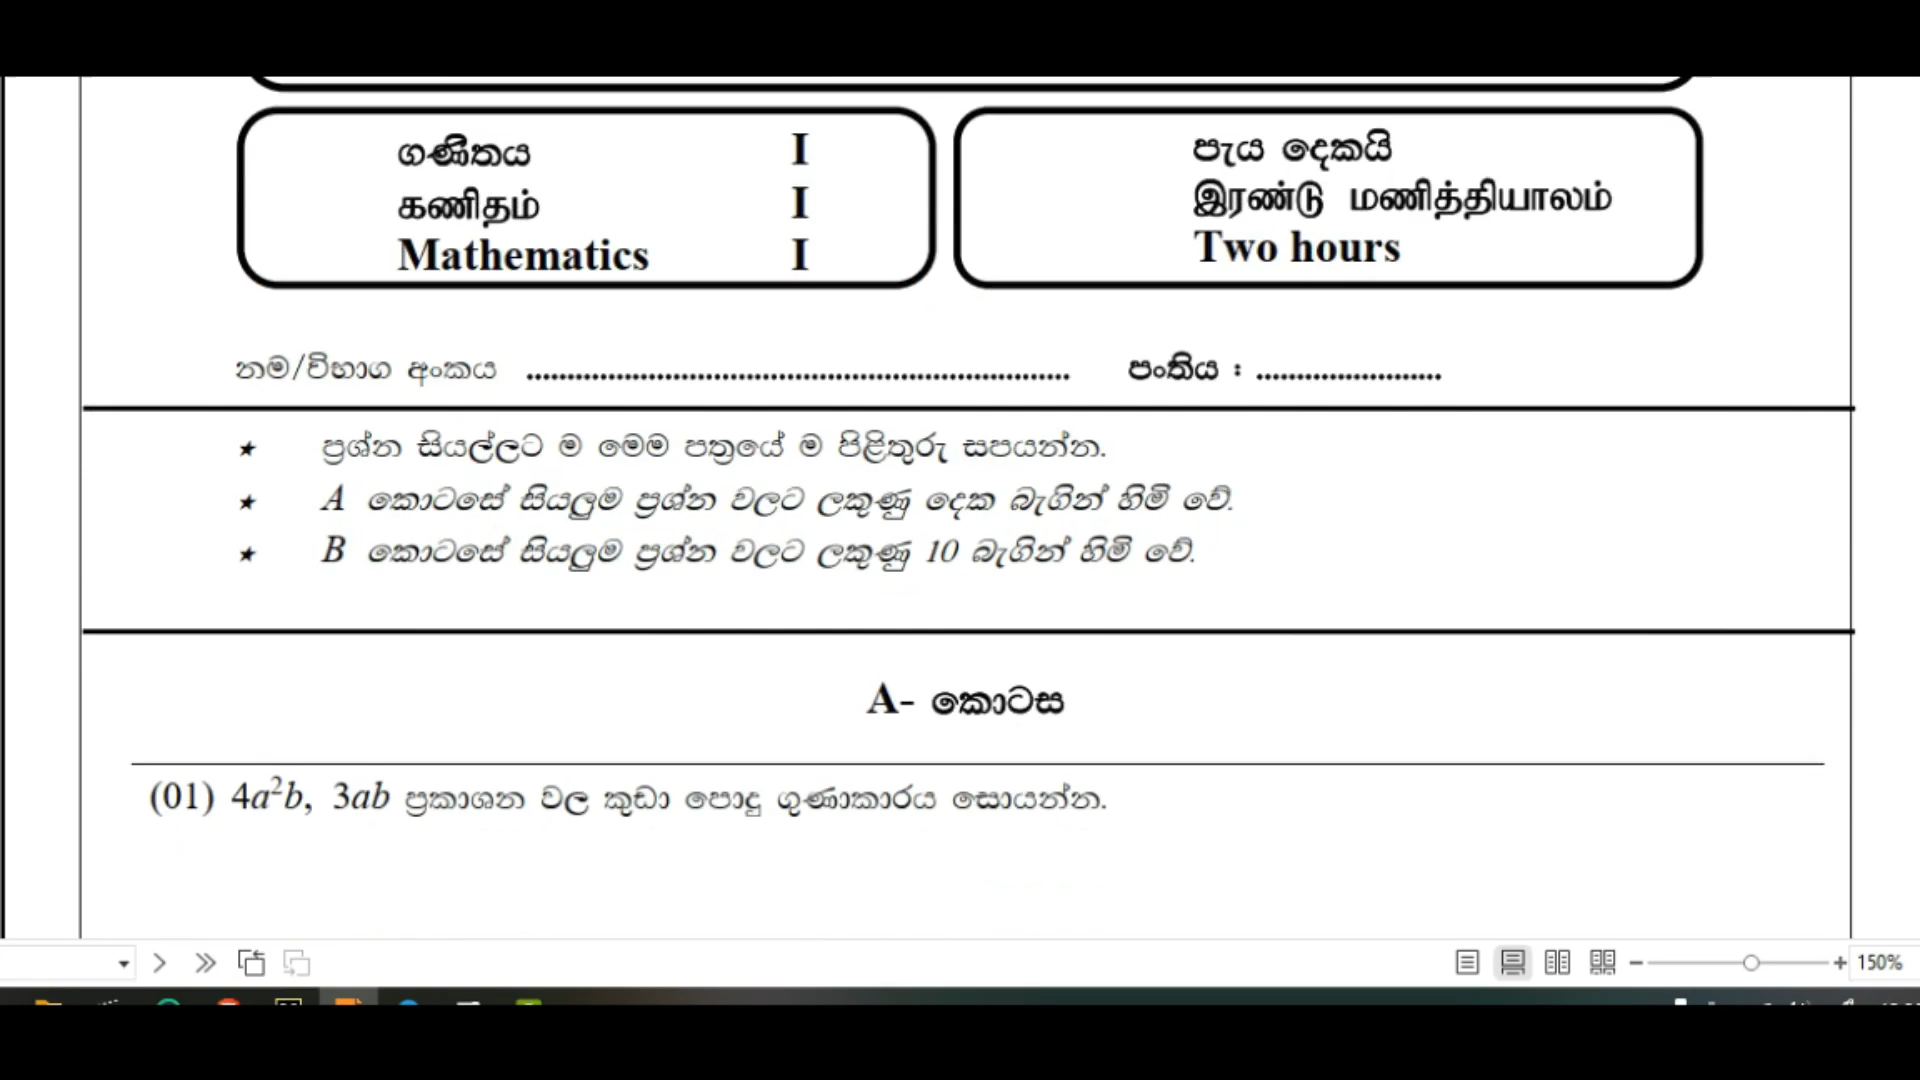 ගණිතය I
கணிதம் I
Mathematics I
පැය දෙකයි
இரண்டு மணித்தியாலம்
Two hours
නම/විභාග අංකය ....................................................................  පංතිය : .......................
★ ප්‍රශ්න සියල්ලට ම මෙම පත්‍රයේ ම පිළිතුරු සපයන්න.
★ A කොටසේ සියලුම ප්‍රශ්න වලට ලකුණු දෙක බැගින් හිමි වේ.
★ B කොටසේ සියලුම ප්‍රශ්න වලට ලකුණු 10 බැගින් හිමි වේ.
A- කොටස
(01) 4a²b, 3ab ප්‍රකාශන වල කුඩා පොදු ගුණාකාරය සොයන්න.
150%